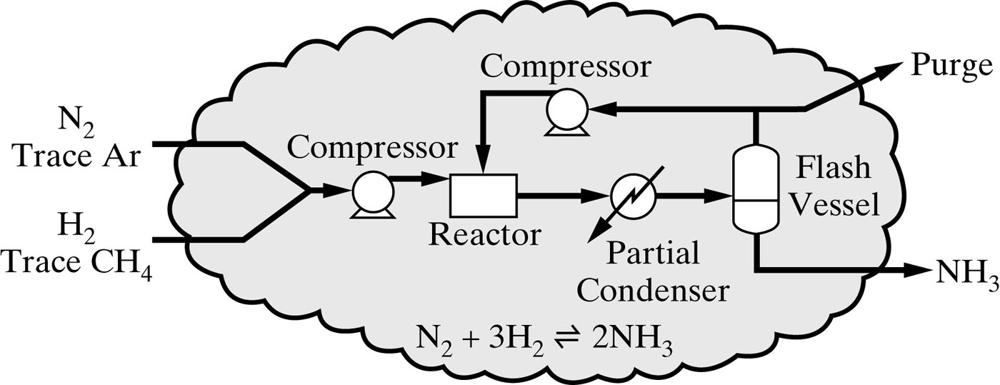 Compressor
Purge
N₂
Trace Ar
Compressor
Flash
Vessel
H₂
Trace CH₄
Reactor
Partial
Condenser
NH₃
N₂ + 3H₂ ⇌ 2NH₃